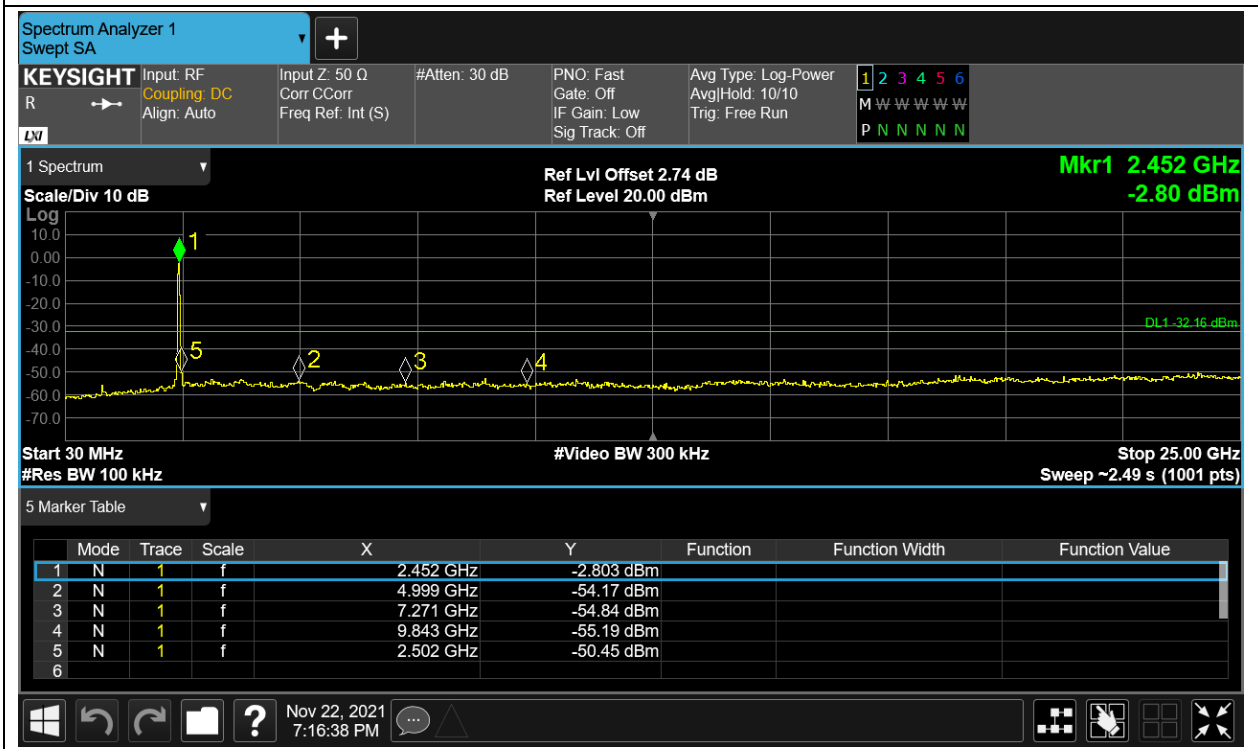 Spectrum Analyzer 1
Swept SA
KEYSIGHT Input: RF Input Z: 50 Ω #Atten: 30 dB PNO: Fast Avg Type: Log-Power 1 2 3 4 5 6
R Coupling: DC Corr CCorr Gate: Off Avg|Hold: 10/10 M W W W W W
Align: Auto Freq Ref: Int (S) IF Gain: Low Trig: Free Run
LXI Sig Track: Off P N N N N N
1 Spectrum Ref Lvl Offset 2.74 dB Mkr1 2.452 GHz
Scale/Div 10 dB Ref Level 20.00 dBm -2.80 dBm
Log
10.0
1
0.00
-10.0
-20.0
-30.0
DL1 -32.16 dBm
-40.0
5 2 3 4
-50.0
-60.0
-70.0
Start 30 MHz #Video BW 300 kHz Stop 25.00 GHz
#Res BW 100 kHz Sweep ~2.49 s (1001 pts)
5 Marker Table
Mode Trace Scale X Y Function Function Width Function Value
1 N 1 f 2.452 GHz -2.803 dBm
2 N 1 f 4.999 GHz -54.17 dBm
3 N 1 f 7.271 GHz -54.84 dBm
4 N 1 f 9.843 GHz -55.19 dBm
5 N 1 f 2.502 GHz -50.45 dBm
6
? Nov 22, 2021
7:16:38 PM